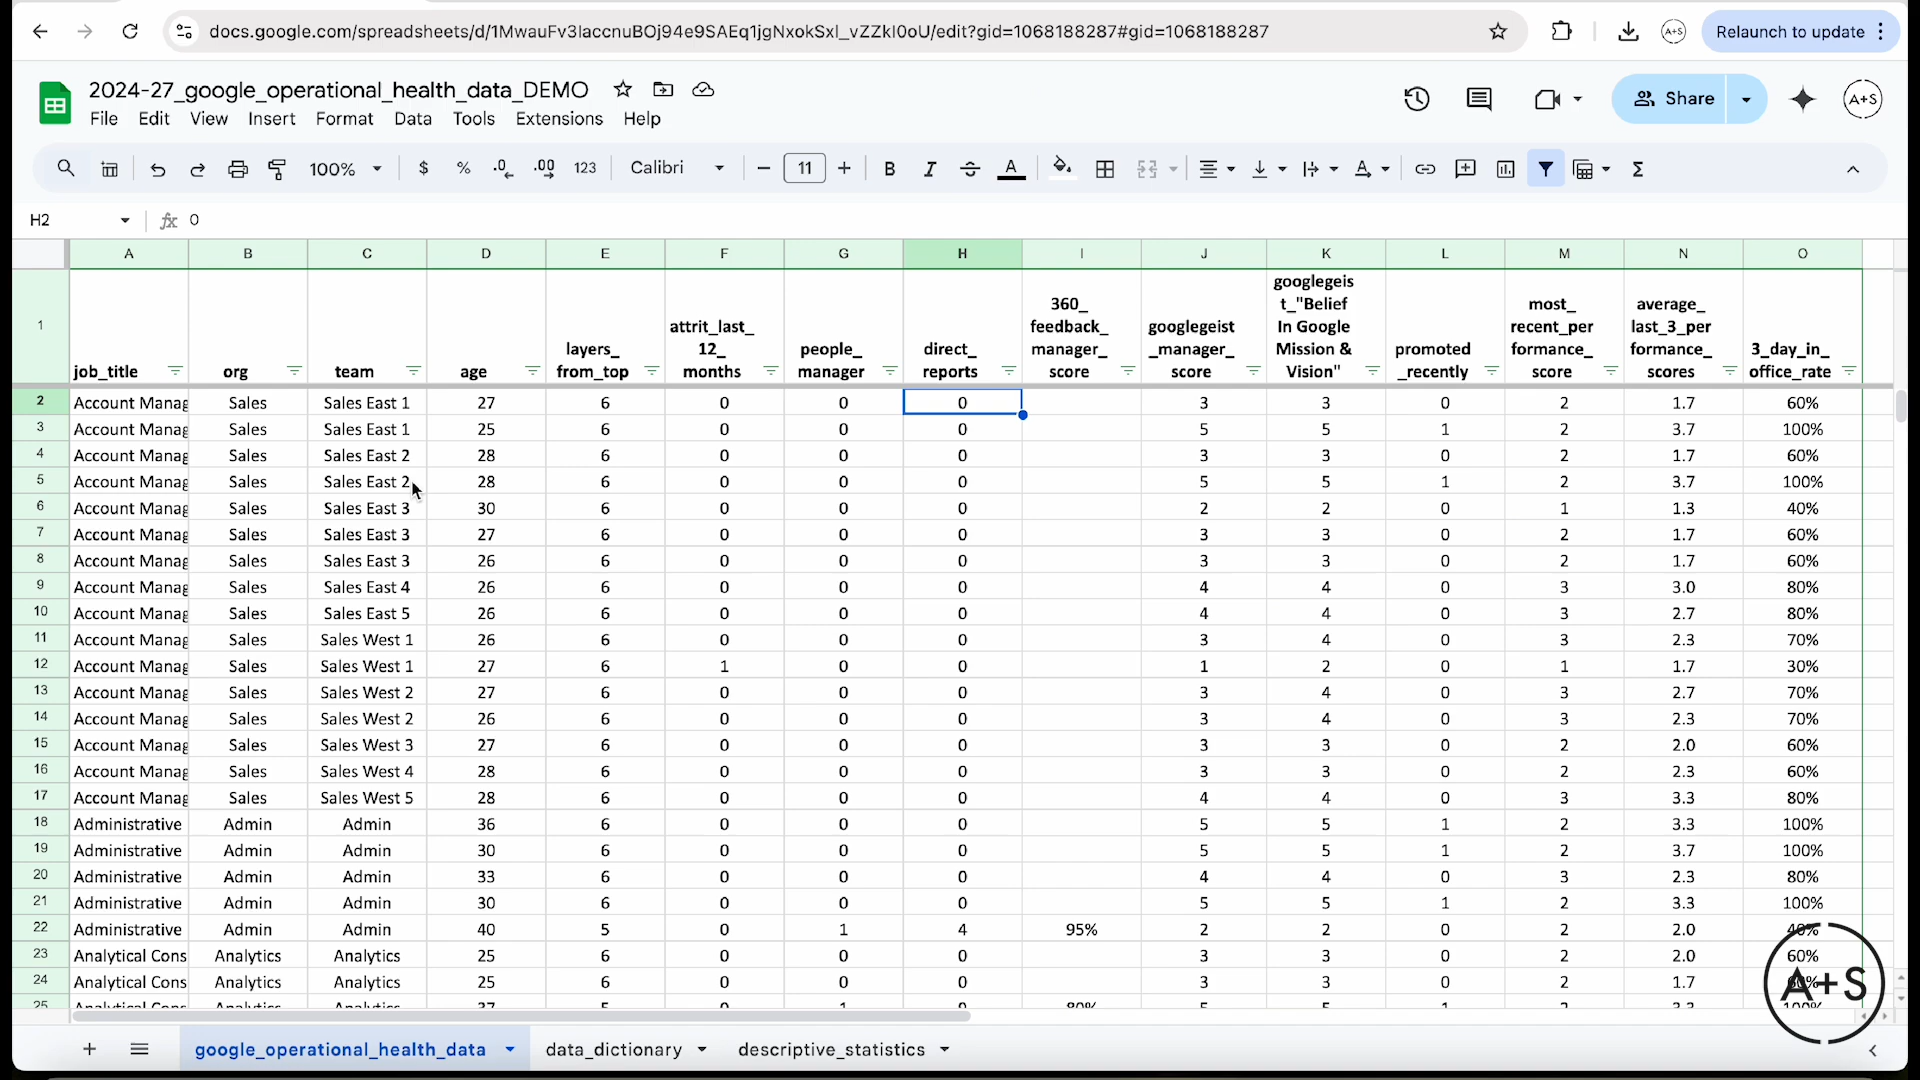 docs.google.com/spreadsheets/d/1MwauFv3laccnuBOj94e9SAEq1jgNxokSxl_vZZkl0oU/edit?gid=1068188287#gid=1068188287
A+S
Relaunch to update
2024-27_google_operational_health_data_DEMO
File Edit View Insert Format Data Tools Extensions Help
Share
A+S
100% $ % .0 .00 123 Calibri 11 B I A
H2 fx 0
A B C D E F G H I J K L M N O
1 job_title org team age layers_from_top attrit_last_12_months people_manager direct_reports 360_feedback_manager_score googlegeist_manager_score googlegeist_"Belief In Google Mission & Vision" promoted_recently most_recent_performance_score average_last_3_performance_scores 3_day_in_office_rate
2 Account Manag Sales Sales East 1 27 6 0 0 0 3 3 0 2 1.7 60%
3 Account Manag Sales Sales East 1 25 6 0 0 0 5 5 1 2 3.7 100%
4 Account Manag Sales Sales East 2 28 6 0 0 0 3 3 0 2 1.7 60%
5 Account Manag Sales Sales East 2 28 6 0 0 0 5 5 1 2 3.7 100%
6 Account Manag Sales Sales East 3 30 6 0 0 0 2 2 0 1 1.3 40%
7 Account Manag Sales Sales East 3 26 6 0 0 0 3 3 0 2 1.7 60%
8 Account Manag Sales Sales East 3 26 6 0 0 0 3 3 0 2 1.7 60%
9 Account Manag Sales Sales East 4 26 6 0 0 0 4 4 0 3 3.0 80%
10 Account Manag Sales Sales East 5 26 6 0 0 0 4 4 0 3 2.7 80%
11 Account Manag Sales Sales West 1 26 6 0 0 0 3 4 0 3 2.3 70%
12 Account Manag Sales Sales West 1 27 6 1 0 0 1 2 0 1 1.7 30%
13 Account Manag Sales Sales West 2 27 6 0 0 0 3 4 0 3 2.7 70%
14 Account Manag Sales Sales West 2 26 6 0 0 0 3 4 0 3 2.3 70%
15 Account Manag Sales Sales West 3 27 6 0 0 0 3 3 0 2 2.0 60%
16 Account Manag Sales Sales West 4 28 6 0 0 0 3 3 0 2 2.3 60%
17 Account Manag Sales Sales West 5 28 6 0 0 0 4 4 0 3 3.3 80%
18 Administrative Admin Admin 36 6 0 0 0 5 5 1 2 3.3 100%
19 Administrative Admin Admin 30 6 0 0 0 5 5 1 2 3.7 100%
20 Administrative Admin Admin 33 6 0 0 0 4 4 0 3 2.3 80%
21 Administrative Admin Admin 30 6 0 0 0 5 5 1 2 3.3 100%
22 Administrative Admin Admin 40 5 0 1 4 95% 2 2 0 2 2.0 40%
23 Analytical Cons Analytics Analytics 25 6 0 0 0 3 3 0 2 2.0 60%
24 Analytical Cons Analytics Analytics 25 6 0 0 0 3 3 0 2 1.7
A+S
google_operational_health_data data_dictionary descriptive_statistics